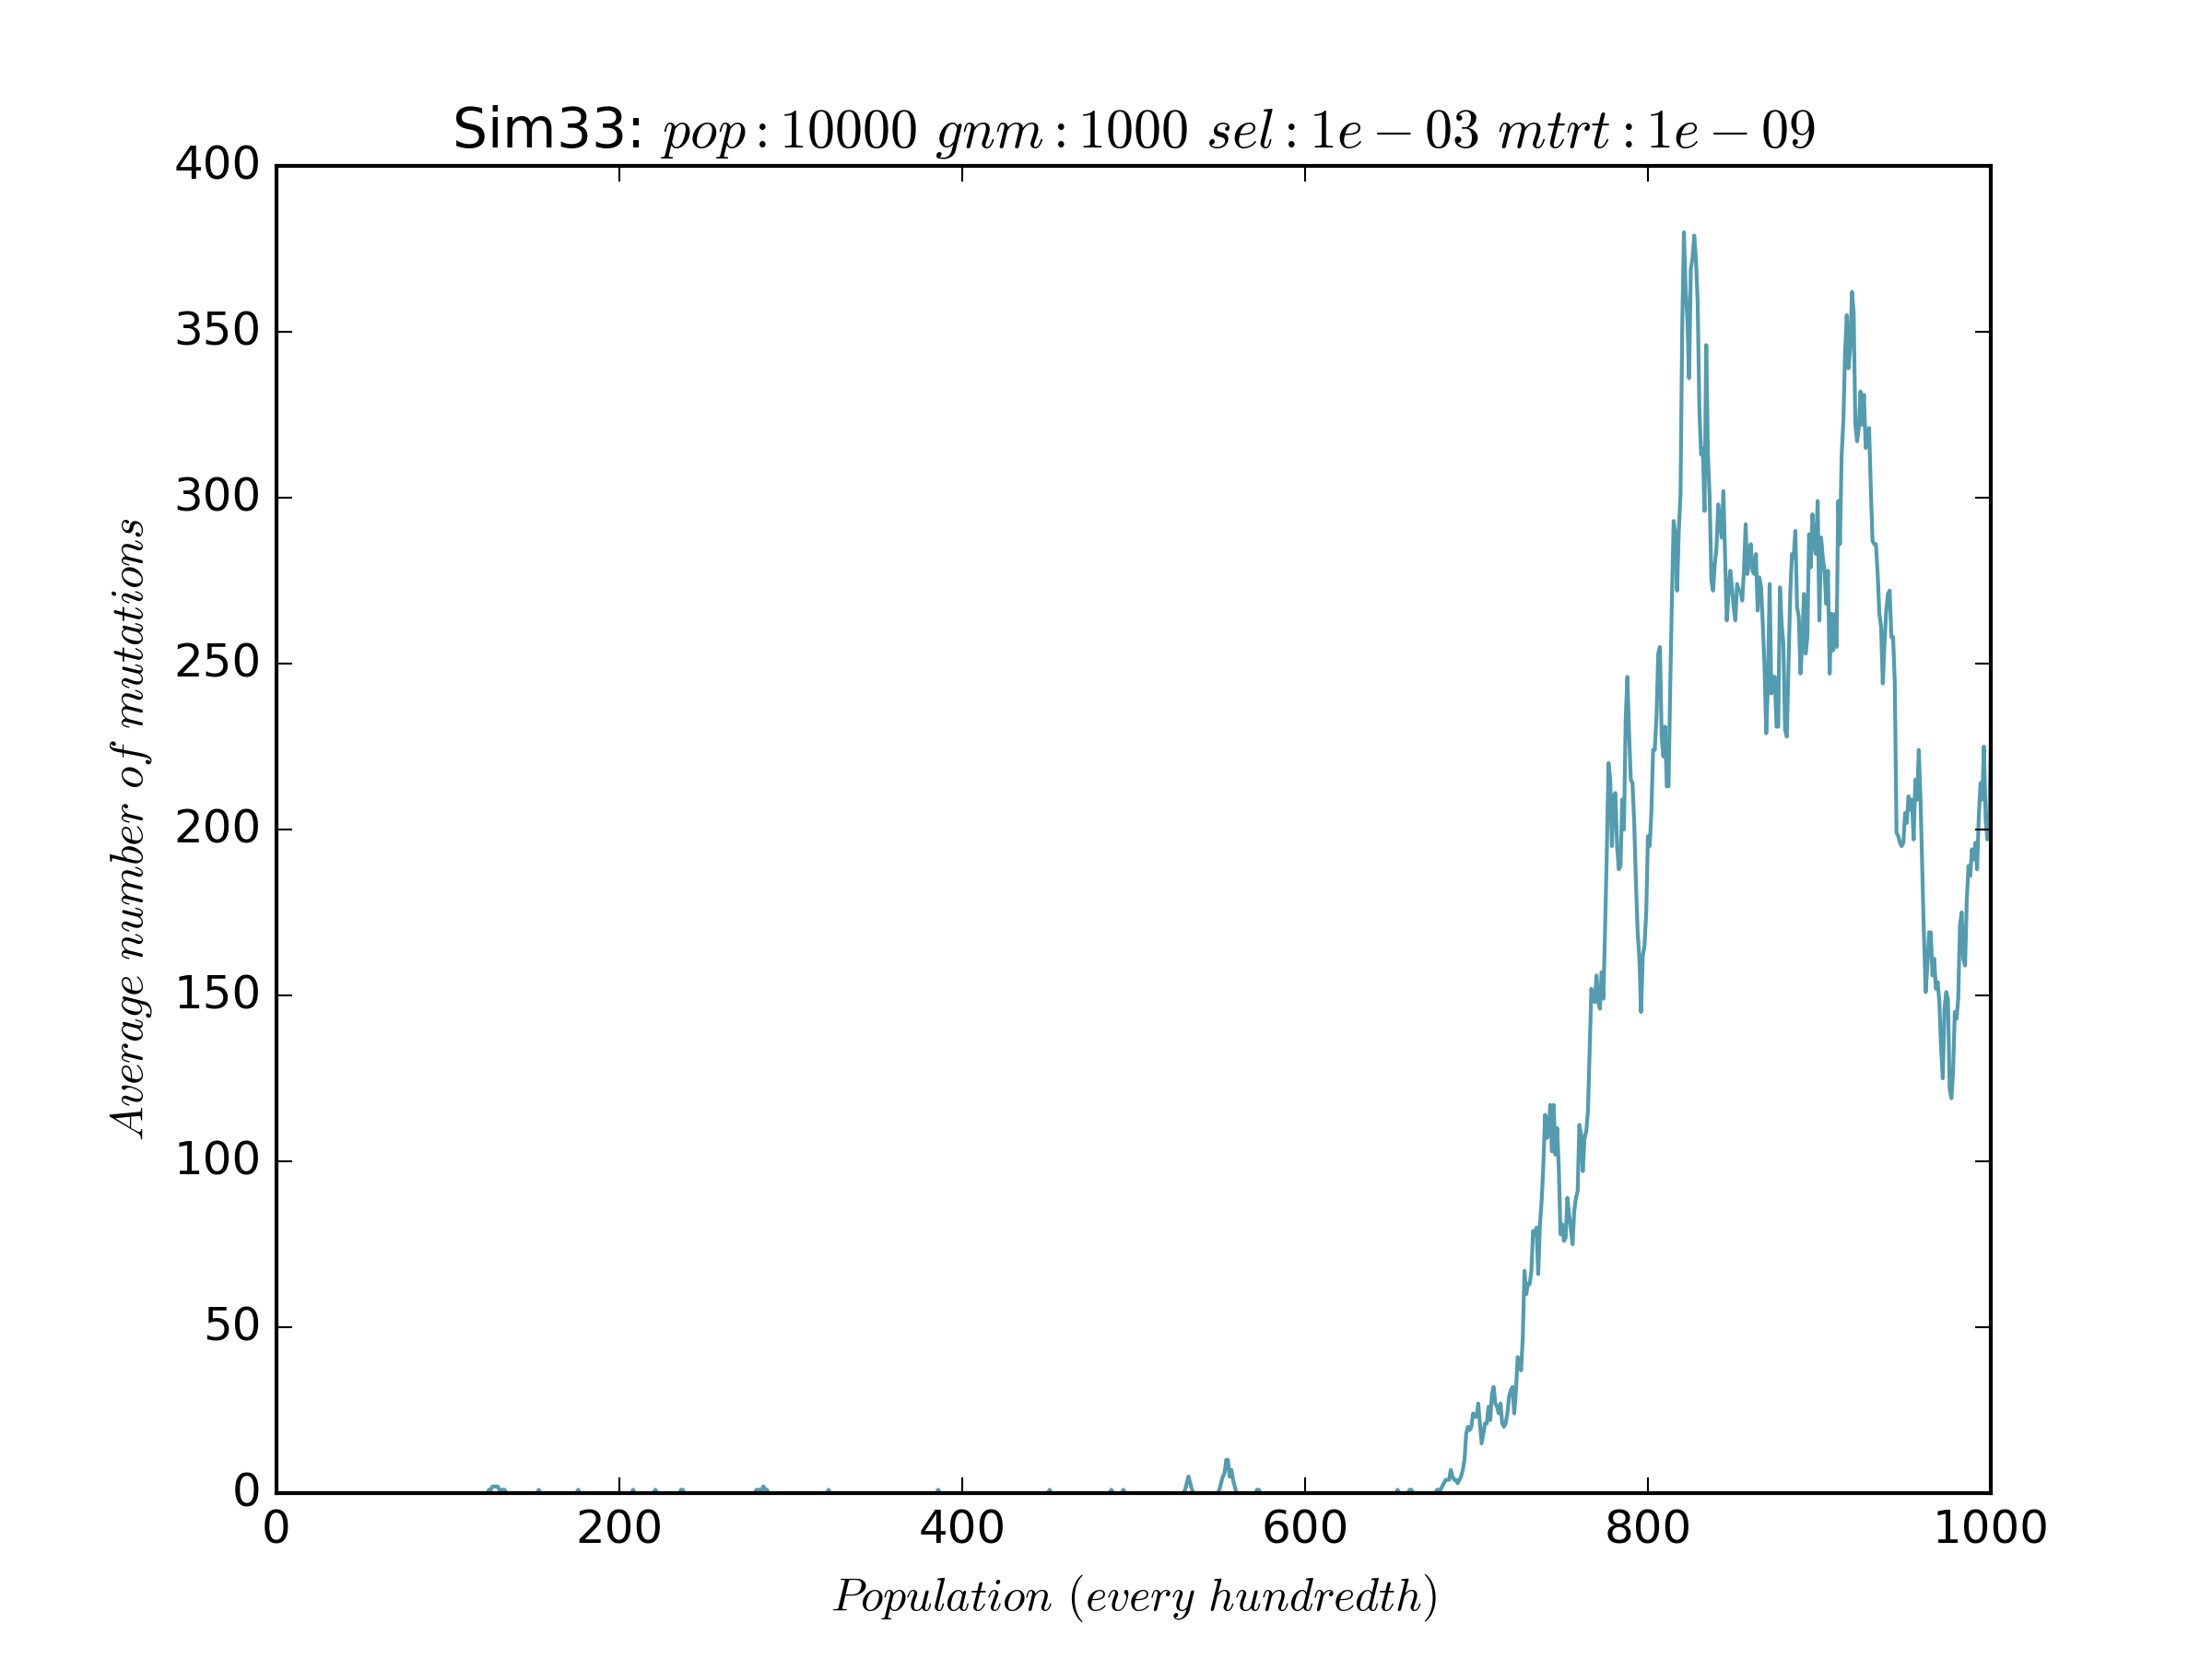 Sim33: pop : 10000 gnm : 1000 sel : 1e − 03 mtrt : 1e − 09
400
350
300
250
200
150
100
50
0
Average number of mutations
0 200 400 600 800 1000
Population (every hundredth)